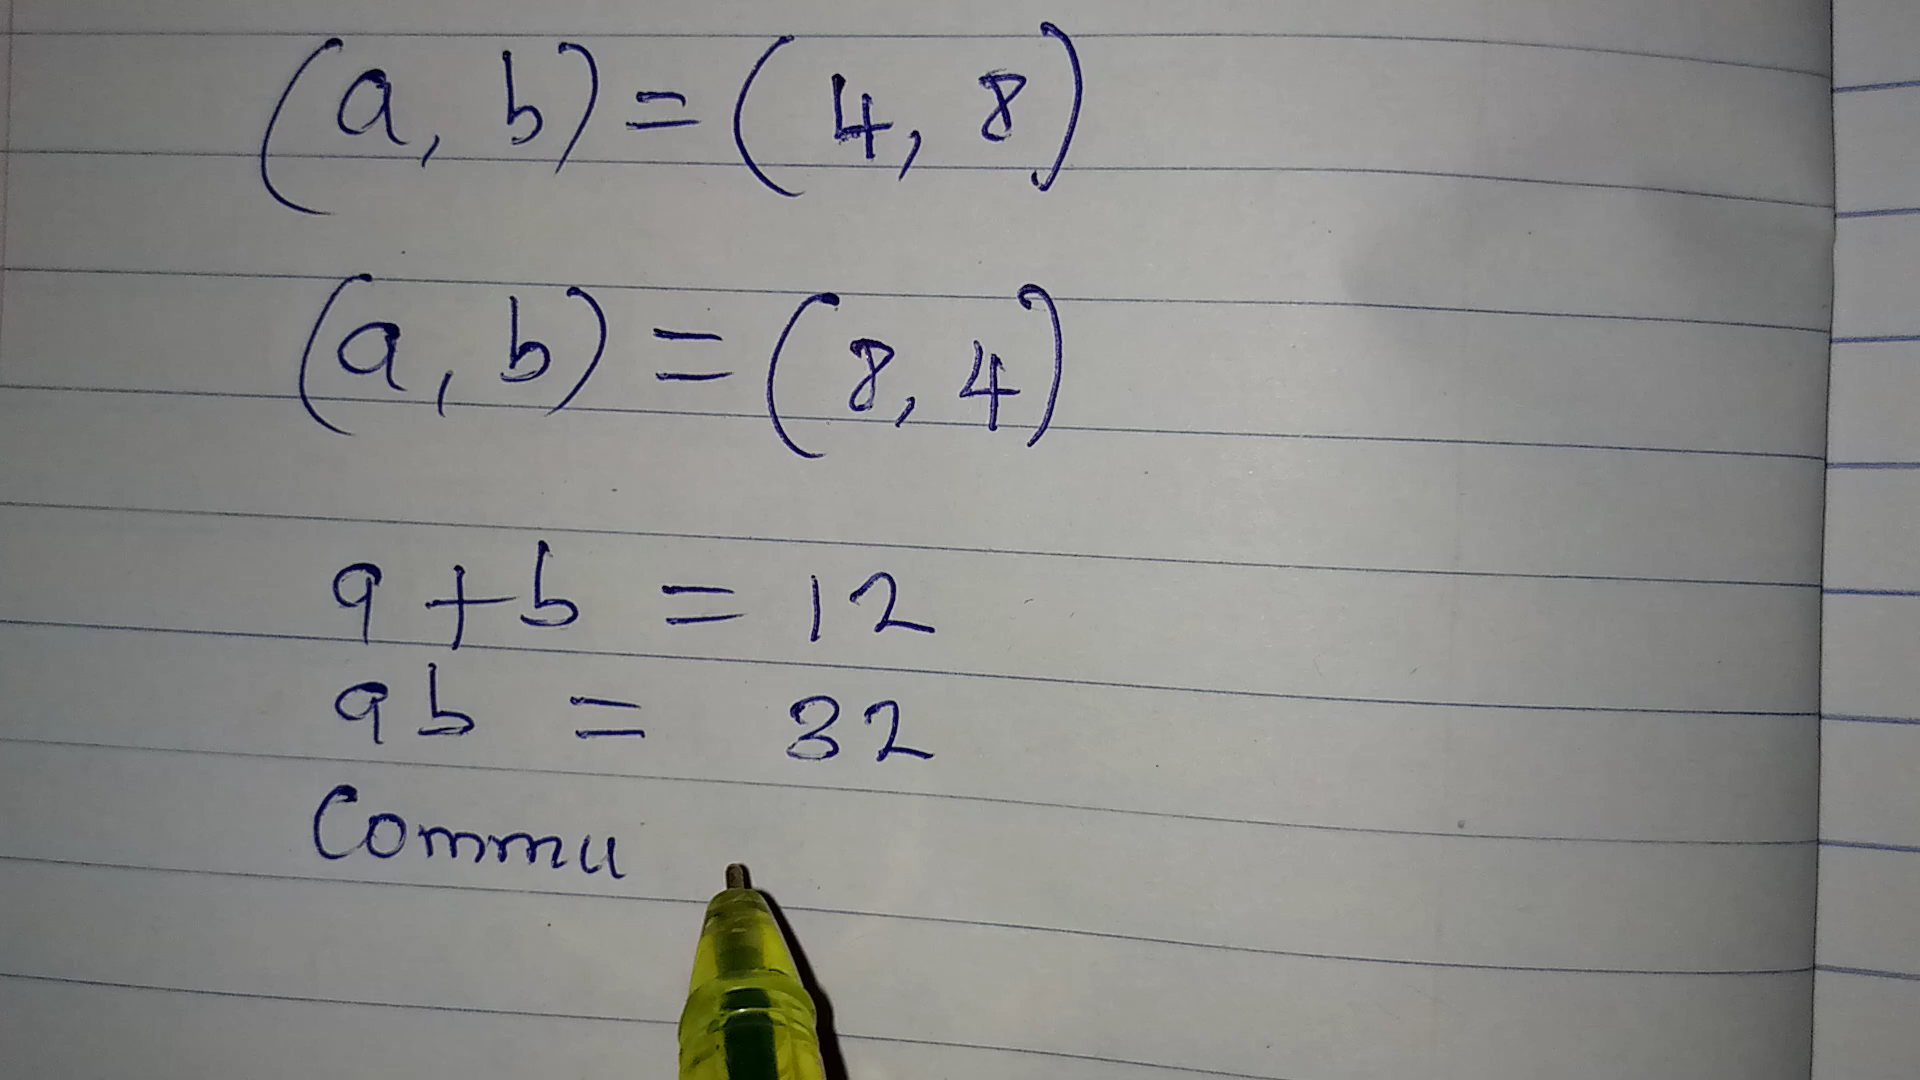 (a, b) = (4, 8)
(a, b) = (8, 4)
a + b = 12
ab = 32
Commu